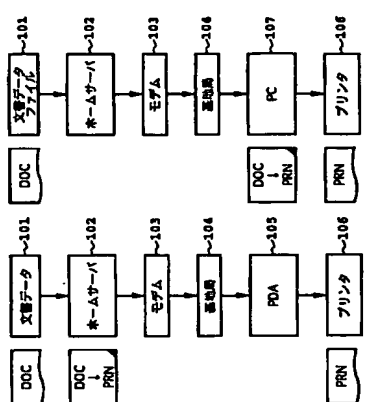 101
102
103
104
107
106
文書データ
ファイル
ホームサーバ
モデム
基地局
PC
プリンタ
DOC
DOC
↓
PRN
PRN
101
102
103
104
105
106
文書データ
ホームサーバ
モデム
基地局
PDA
プリンタ
DOC
DOC
↓
PRN
PRN